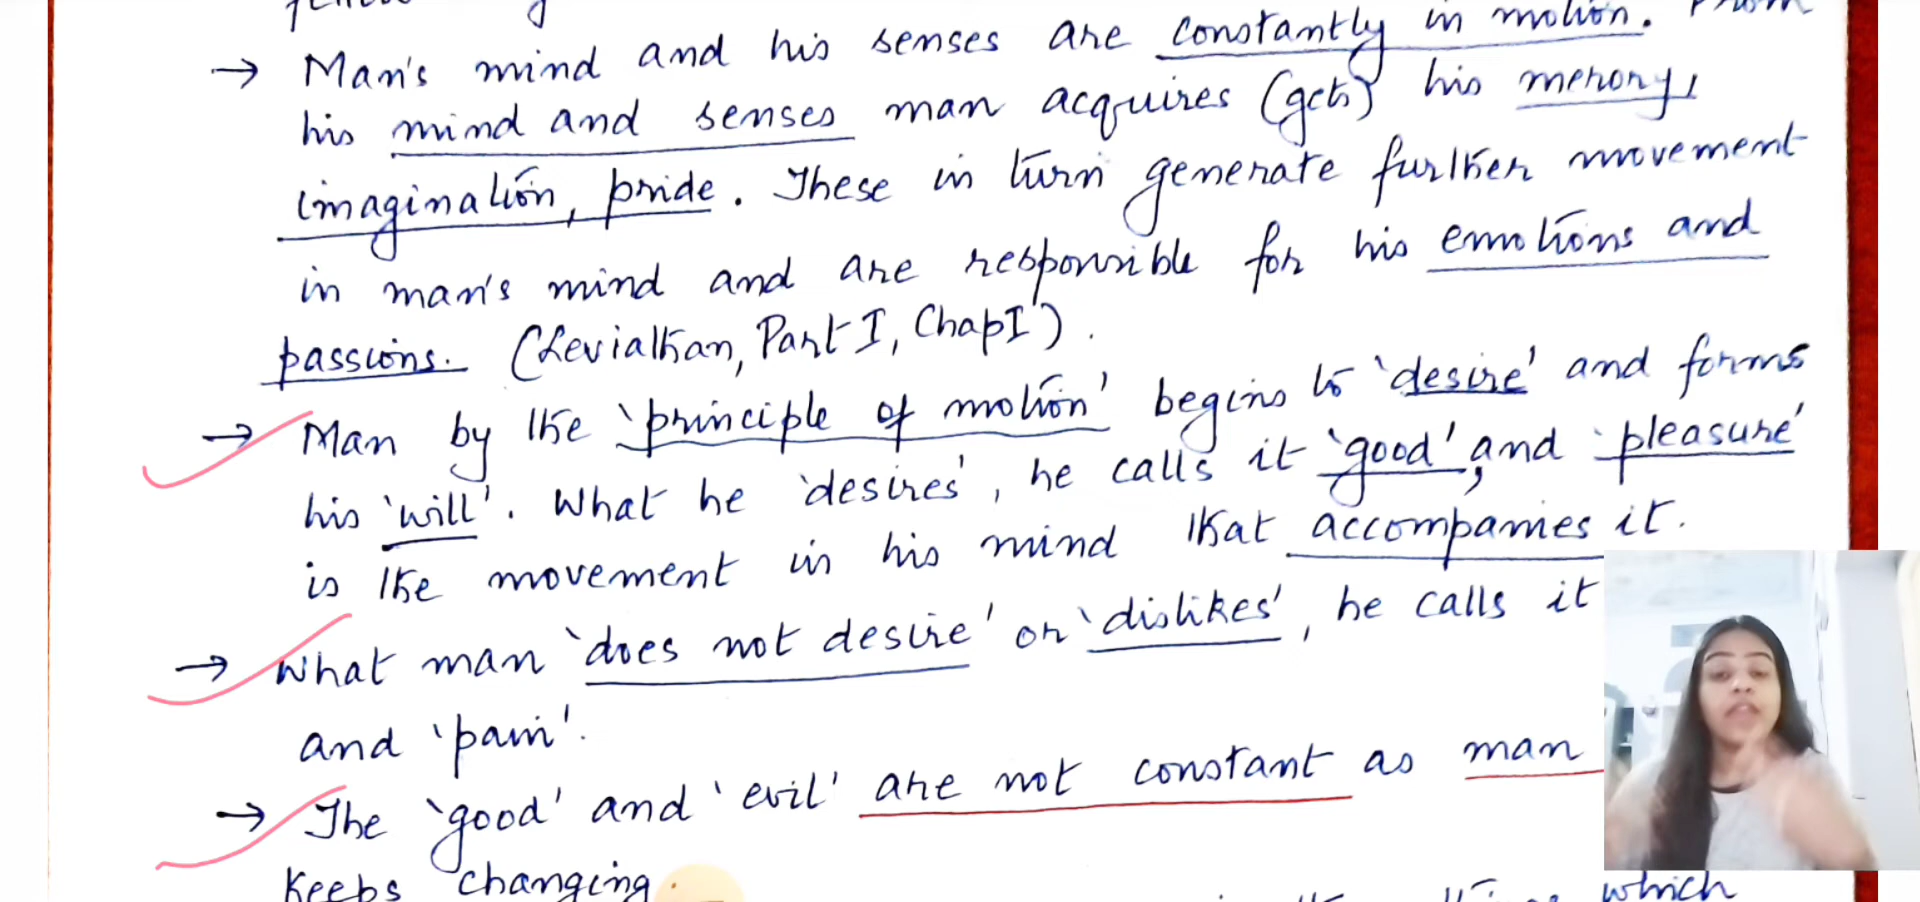 → Man's mind and his senses are constantly in motion. From
his mind and senses man acquires (gets) his memory,
imagination, pride. These in turn generate further movement
in man's mind and are responsible for his emotions and
passions. (Leviathan, Part I, Chap I).
→ Man by the 'principle of motion' begins to 'desire' and forms
his 'will'. What he 'desires', he calls it 'good', and 'pleasure'
is the movement in his mind that accompanies it.
→ What man 'does not desire' or 'dislikes', he calls it
and 'pain'.
→ The 'good' and 'evil' are not constant as man
keeps changing.
which